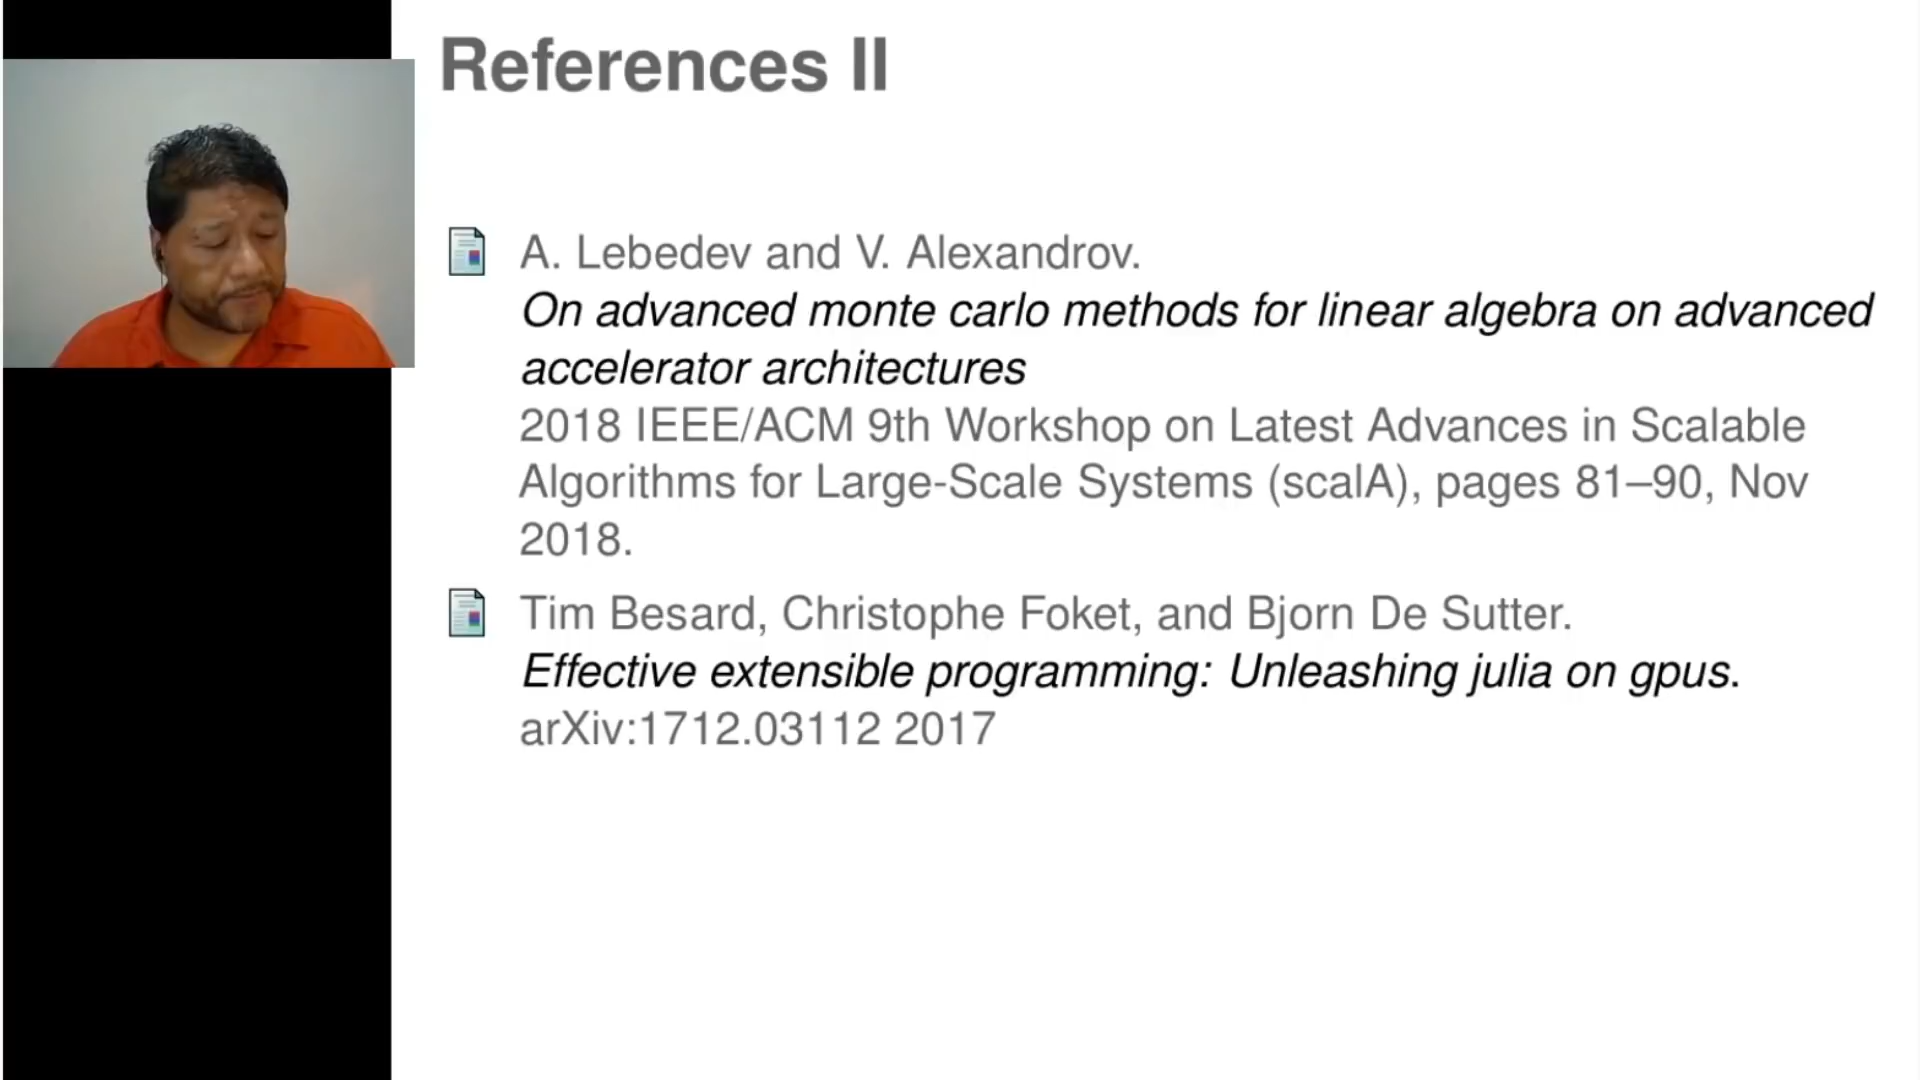 References II
A. Lebedev and V. Alexandrov.
On advanced monte carlo methods for linear algebra on advanced
accelerator architectures
2018 IEEE/ACM 9th Workshop on Latest Advances in Scalable
Algorithms for Large-Scale Systems (scalA), pages 81–90, Nov
2018.
Tim Besard, Christophe Foket, and Bjorn De Sutter.
Effective extensible programming: Unleashing julia on gpus.
arXiv:1712.03112 2017